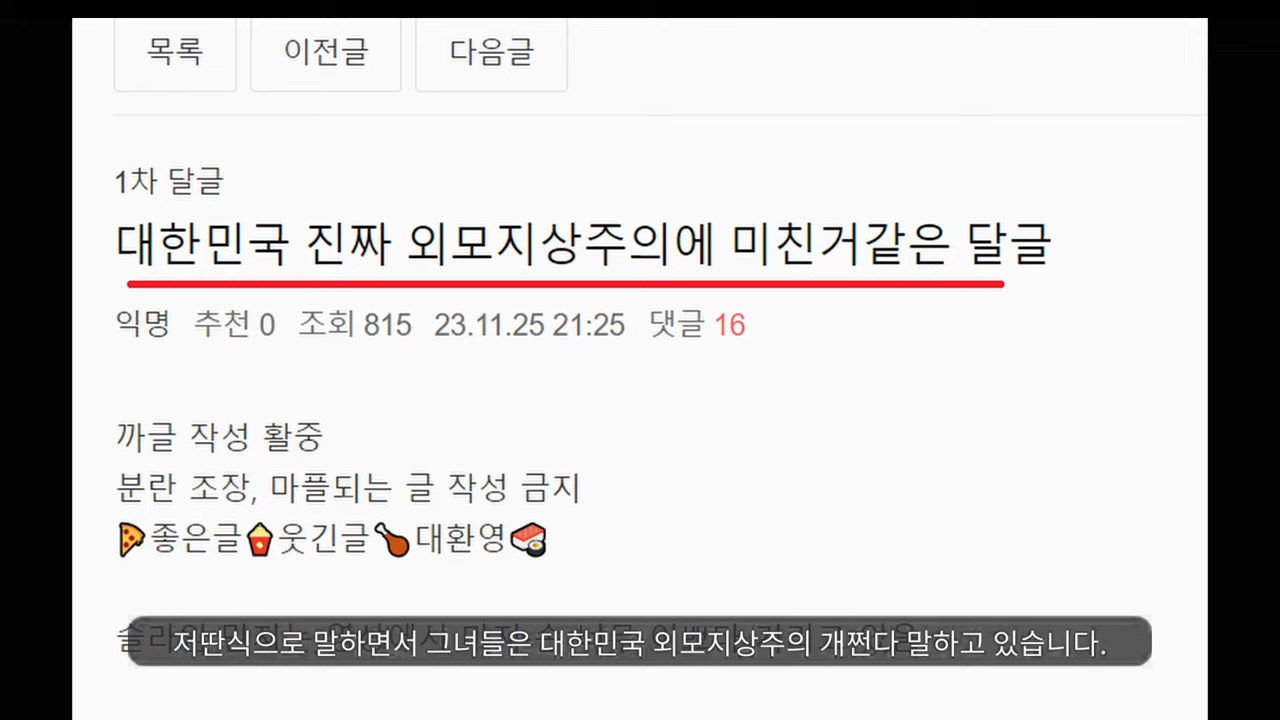 목록 이전글 다음글
1차 달글
대한민국 진짜 외모지상주의에 미친거같은 달글
익명 추천 0 조회 815 23.11.25 21:25 댓글 16
까글 작성 활중
분란 조장, 마플되는 글 작성 금지
🍕좋은글🍿웃긴글🍗대환영🍣
저딴식으로 말하면서 그녀들은 대한민국 외모지상주의 개쩐다 말하고 있습니다.